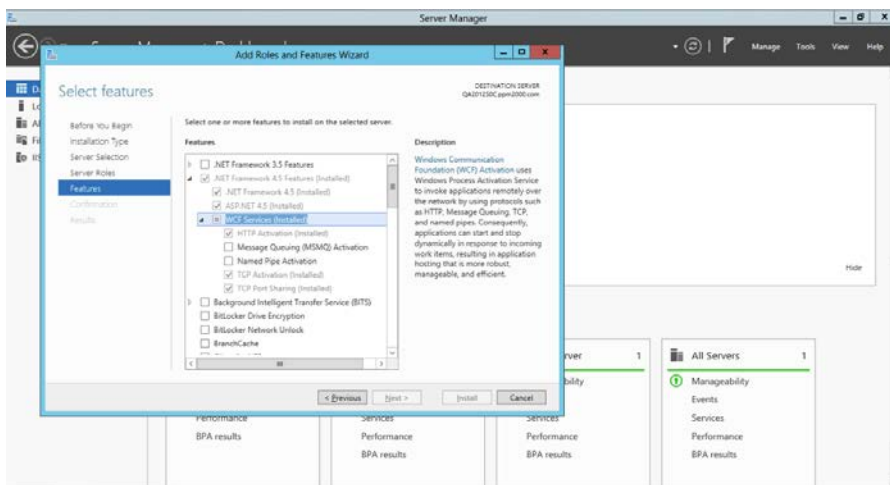 Server Manager
Manage Tools View Help
Add Roles and Features Wizard
Select features
DESTINATION SERVER
QA2012SOC.ppm2000.com
Before You Begin
Installation Type
Server Selection
Server Roles
Features
Confirmation
Results
Select one or more features to install on the selected server.
Features
.NET Framework 3.5 Features
.NET Framework 4.5 Features (Installed)
.NET Framework 4.5 (Installed)
ASP.NET 4.5 (Installed)
WCF Services (Installed)
HTTP Activation (Installed)
Message Queuing (MSMQ) Activation
Named Pipe Activation
TCP Activation (Installed)
TCP Port Sharing (Installed)
Background Intelligent Transfer Service (BITS)
BitLocker Drive Encryption
BitLocker Network Unlock
BranchCache
Description
Windows Communication
Foundation (WCF) Activation uses
Windows Process Activation Service
to invoke applications remotely over
the network by using protocols such
as HTTP, Message Queuing, TCP,
and named pipes. Consequently,
applications can start and stop
dynamically in response to incoming
work items, resulting in application
hosting that is more robust,
manageable, and efficient.
< Previous
Next >
Install
Cancel
Hide
rver 1
bility
Services
Performance
BPA results
All Servers 1
1 Manageability
Events
Services
Performance
BPA results
Performance
BPA results
Services
Performance
BPA results